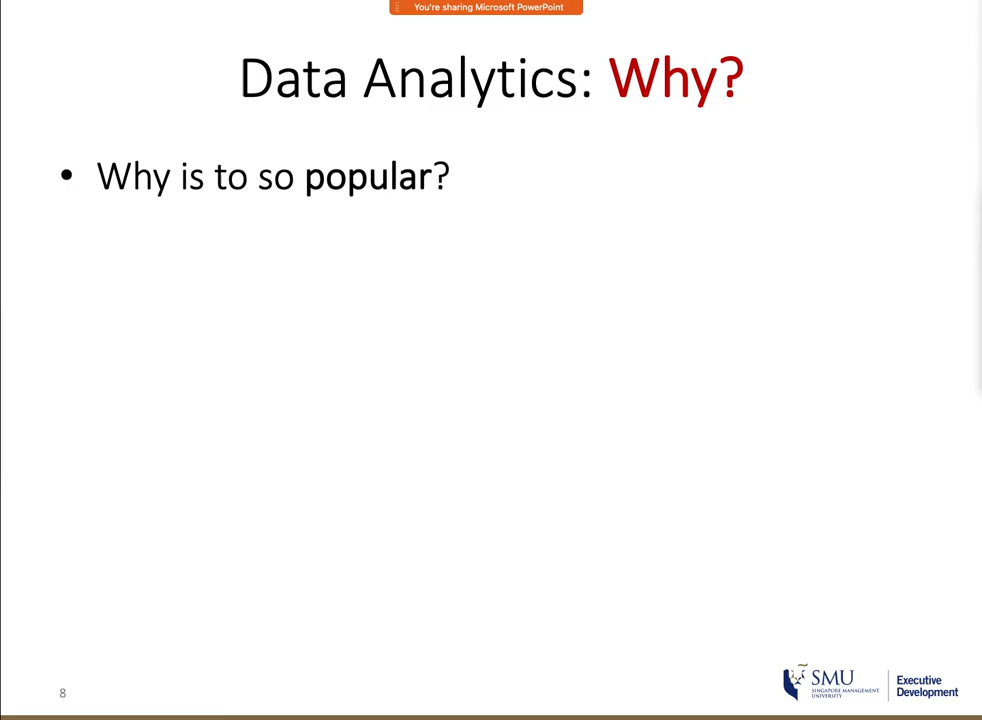 You're sharing Microsoft PowerPoint
Data Analytics: Why?
• Why is to so popular?
8
SMU
SINGAPORE MANAGEMENT
UNIVERSITY
Executive
Development